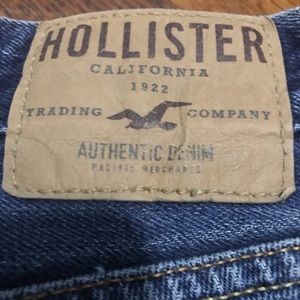 HOLLISTER
CALIFORNIA
1922
TRADING COMPANY
AUTHENTIC DENIM
PACIFIC MERCHANTS